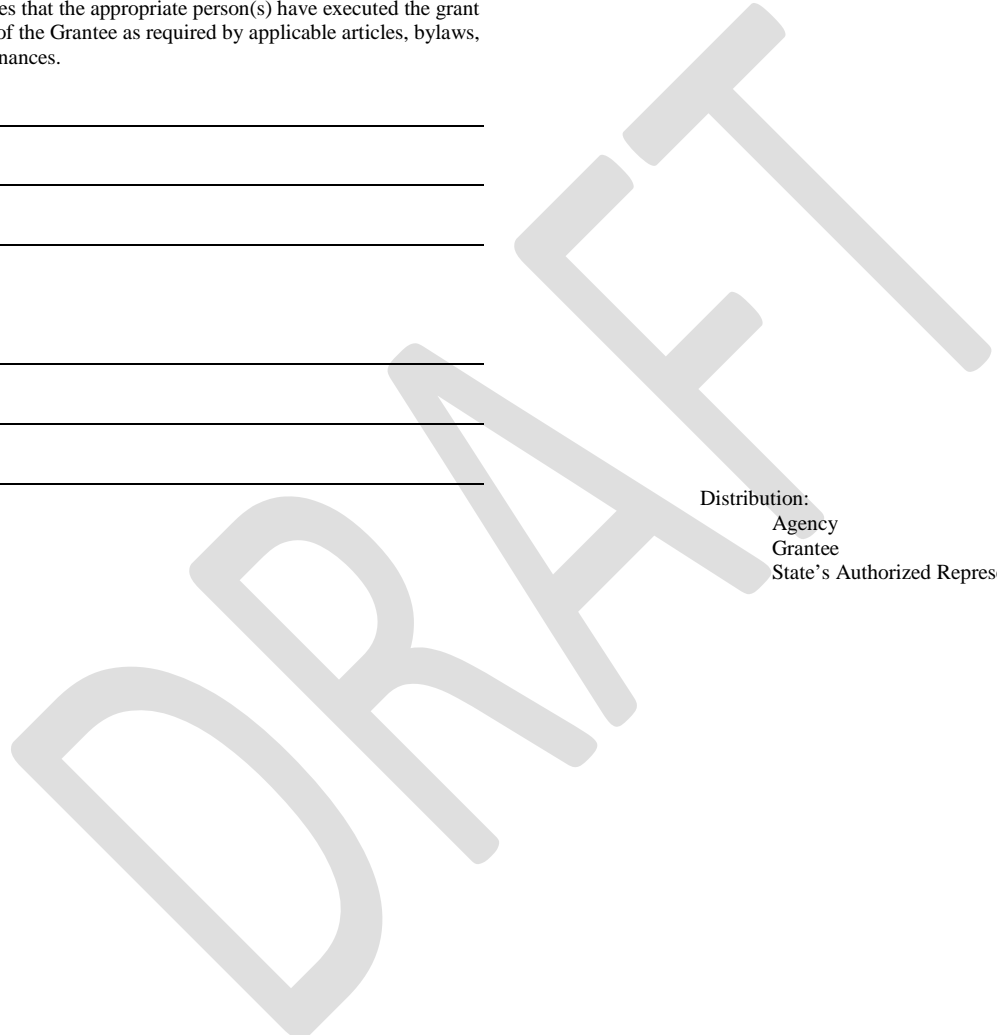 es that the appropriate person(s) have executed the grant
of the Grantee as required by applicable articles, bylaws,
nances.
Distribution:
Agency
Grantee
State’s Authorized Repres
DRAFT